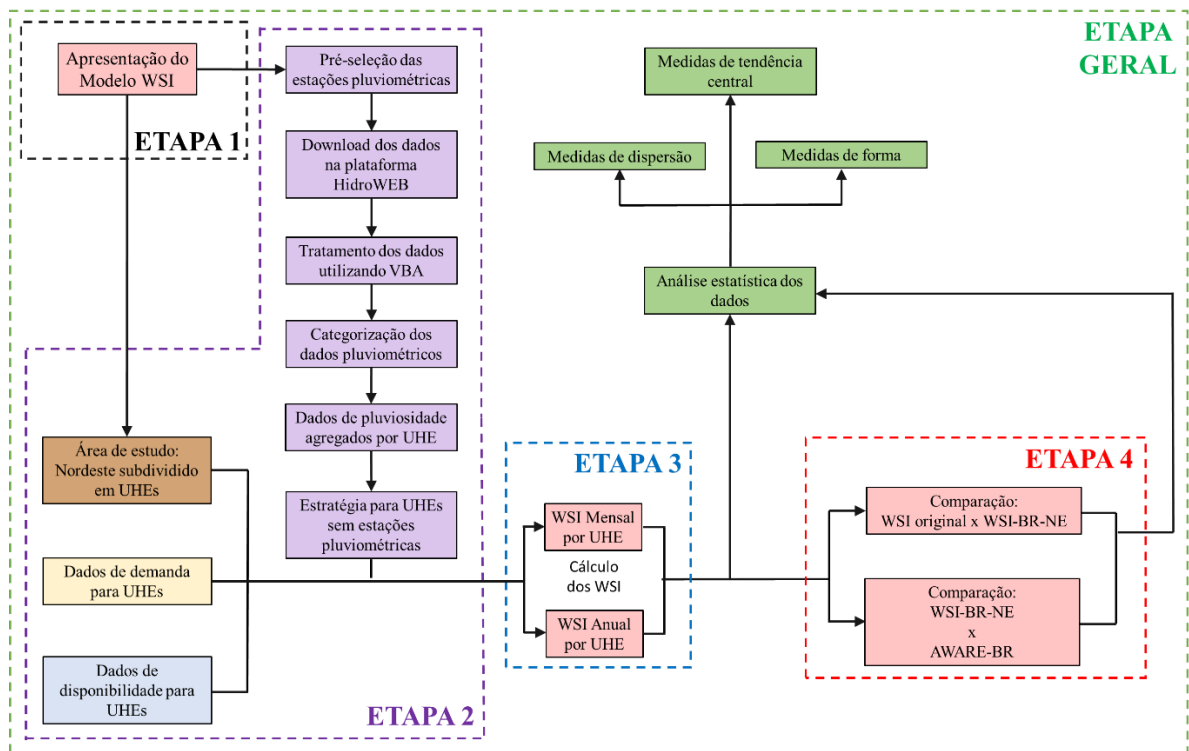 ETAPA
GERAL
Apresentação do
Modelo WSI
ETAPA 1
Pré-seleção das
estações pluviométricas
Download dos dados
na plataforma
HidroWEB
Tratamento dos dados
utilizando VBA
Categorização dos
dados pluviométricos
Dados de pluviosidade
agregados por UHE
Estratégia para UHEs
sem estações
pluviométricas
Área de estudo:
Nordeste subdividido
em UHEs
Dados de demanda
para UHEs
Dados de
disponibilidade para
UHEs
ETAPA 2
ETAPA 3
WSI Mensal
por UHE
Cálculo
dos WSI
WSI Anual
por UHE
Medidas de tendência
central
Medidas de dispersão
Medidas de forma
Análise estatística dos
dados
ETAPA 4
Comparação:
WSI original x WSI-BR-NE
Comparação:
WSI-BR-NE
x
AWARE-BR